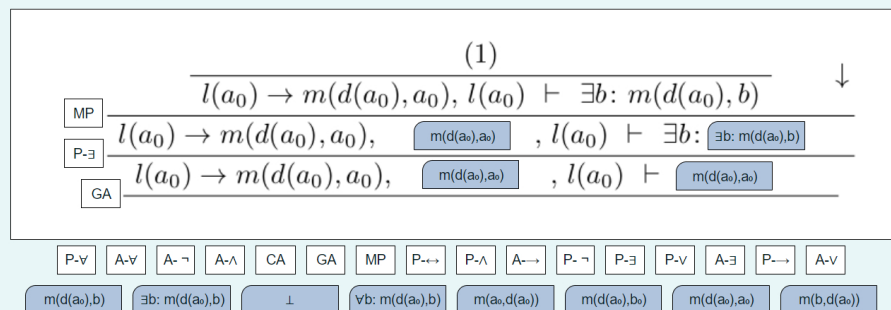 (1)
l(a₀) → m(d(a₀), a₀), l(a₀) ⊢ ∃b: m(d(a₀), b) ↓
MP
l(a₀) → m(d(a₀), a₀), m(d(a₀),a₀) , l(a₀) ⊢ ∃b: ∃b: m(d(a₀),b)
P-∃
l(a₀) → m(d(a₀), a₀), m(d(a₀),a₀) , l(a₀) ⊢ m(d(a₀),a₀)
GA
P-∀ A-∀ A-¬ A-∧ CA GA MP P-↔ P-∧ A-→ P-¬ P-∃ P-∨ A-∃ P-→ A-∨
m(d(a₀),b) ∃b: m(d(a₀),b) ⊥ ∀b: m(d(a₀),b) m(a₀,d(a₀)) m(d(a₀),b₀) m(d(a₀),a₀) m(b,d(a₀))